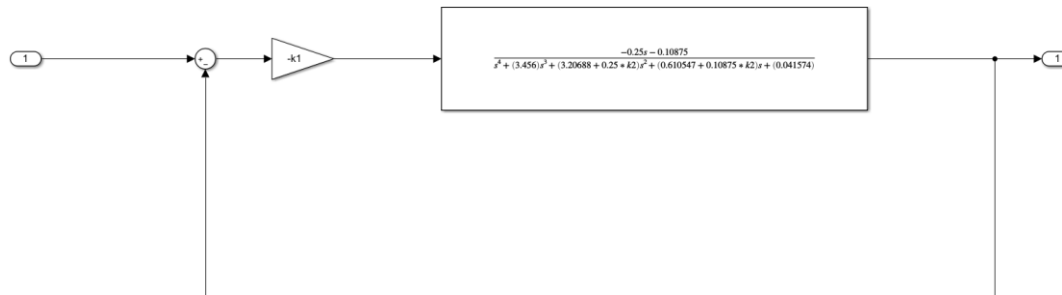 1
+
−
-k1
−0.25s − 0.10875
s⁴ + (3.456)s³ + (3.20688 + 0.25 * k2)s² + (0.610547 + 0.10875 * k2)s + (0.041574)
1